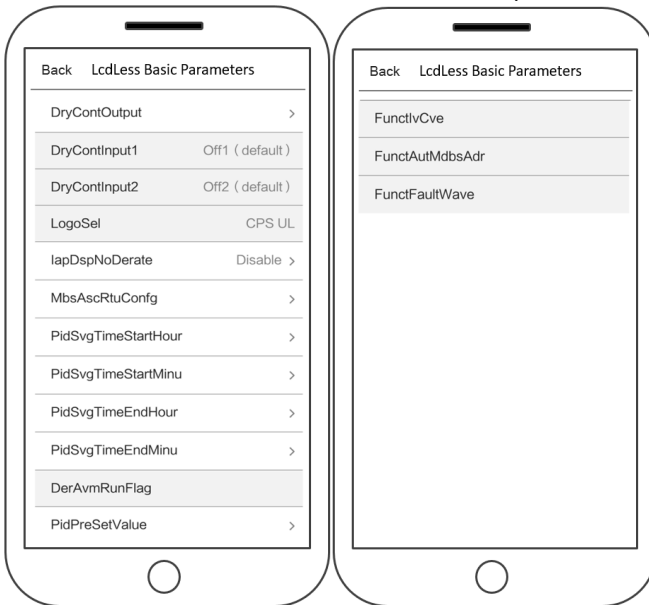 Back LcdLess Basic Parameters
DryContOutput >
DryContInput1 Off1 ( default )
DryContInput2 Off2 ( default )
LogoSel CPS UL
IapDspNoDerate Disable >
MbsAscRtuConfg >
PidSvgTimeStartHour >
PidSvgTimeStartMinu >
PidSvgTimeEndHour >
PidSvgTimeEndMinu >
DerAvmRunFlag
PidPreSetValue >
Back LcdLess Basic Parameters
FunctIvCve
FunctAutMdbsAdr
FunctFaultWave